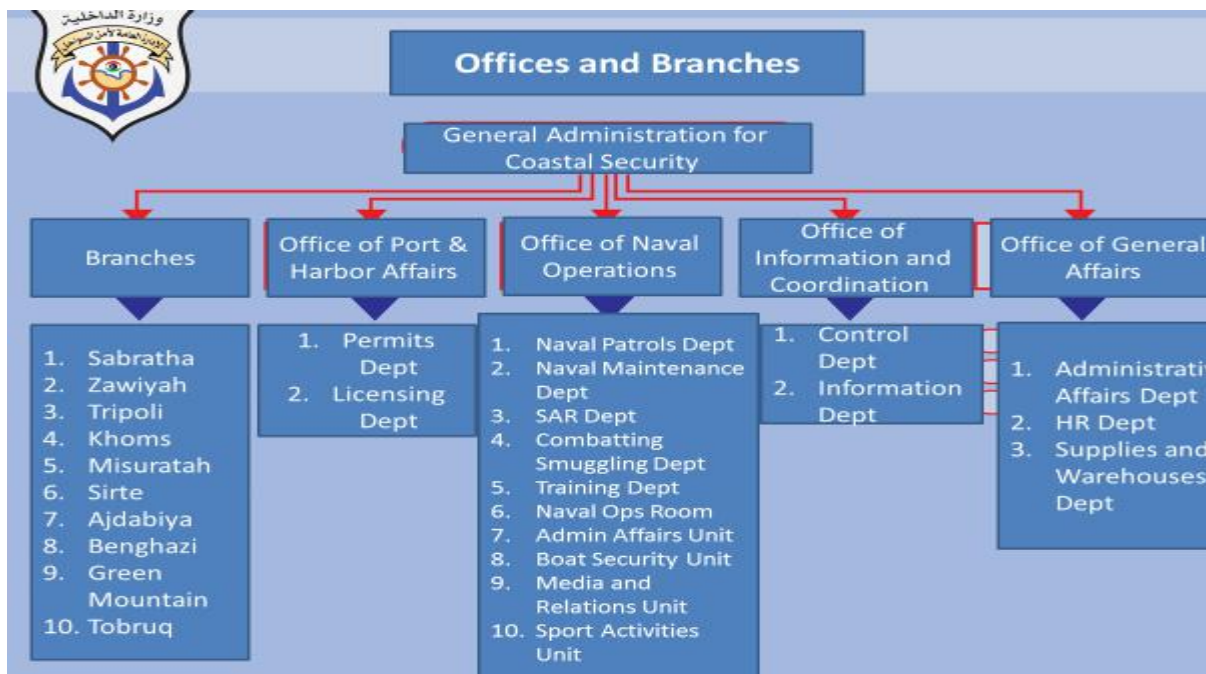 وزارة الداخلية
الإدارة العامة لأمن السواحل
Offices and Branches
General Administration for
Coastal Security
Branches
1. Sabratha
2. Zawiyah
3. Tripoli
4. Khoms
5. Misuratah
6. Sirte
7. Ajdabiya
8. Benghazi
9. Green
Mountain
10. Tobruq
Office of Port &
Harbor Affairs
1. Permits
Dept
2. Licensing
Dept
Office of Naval
Operations
1. Naval Patrols Dept
2. Naval Maintenance
Dept
3. SAR Dept
4. Combatting
Smuggling Dept
5. Training Dept
6. Naval Ops Room
7. Admin Affairs Unit
8. Boat Security Unit
9. Media and
Relations Unit
10. Sport Activities
Unit
Office of
Information and
Coordination
1. Control
Dept
2. Information
Dept
Office of General
Affairs
1. Administrativ
Affairs Dept
2. HR Dept
3. Supplies and
Warehouses
Dept